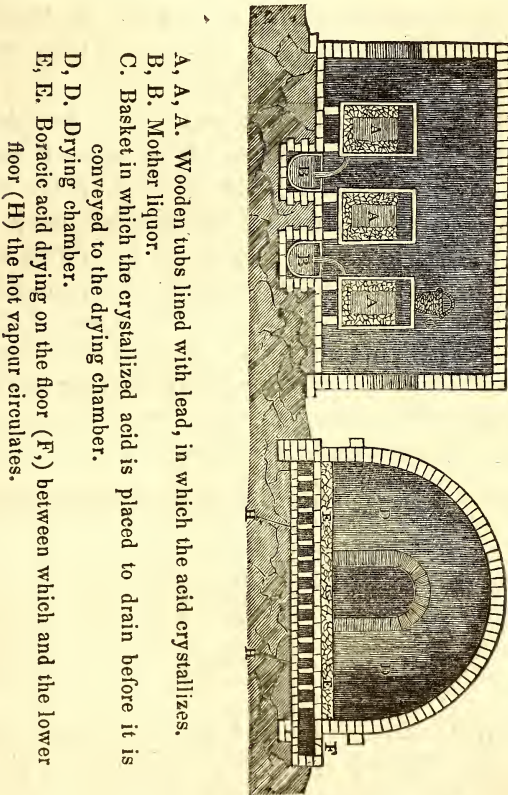 A
A
A
B
B
D
D
E
E
F
H
H
A, A, A. Wooden tubs lined with lead, in which the acid crystallizes.
B, B. Mother liquor.
C. Basket in which the crystallized acid is placed to drain before it is
conveyed to the drying chamber.
D, D. Drying chamber.
E, E. Boracic acid drying on the floor (F,) between which and the lower
floor (H) the hot vapour circulates.